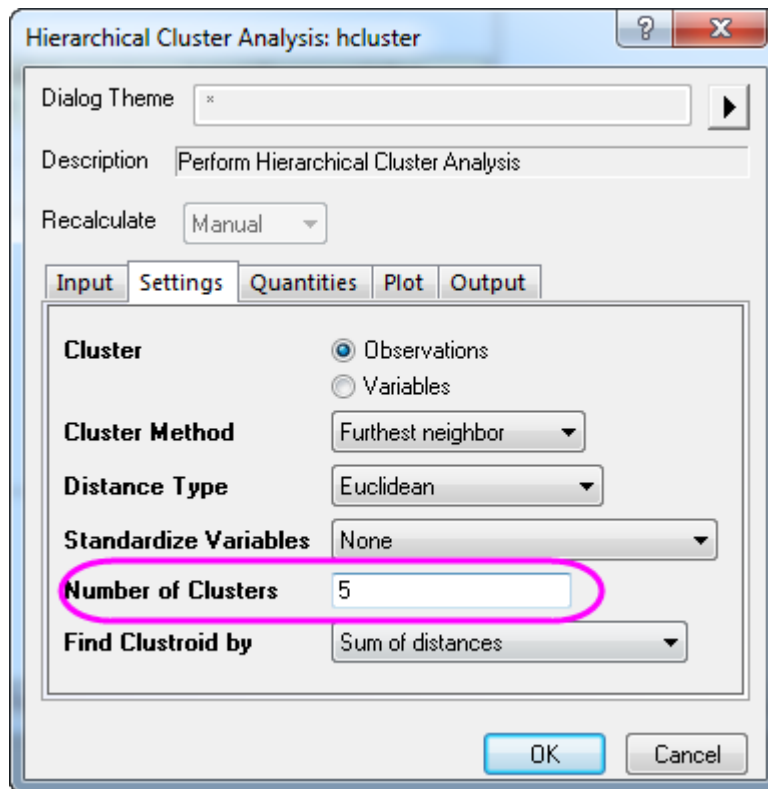 Hierarchical Cluster Analysis: hcluster
Dialog Theme *
Description Perform Hierarchical Cluster Analysis
Recalculate Manual
Input Settings Quantities Plot Output
Cluster Observations
Variables
Cluster Method Furthest neighbor
Distance Type Euclidean
Standardize Variables None
Number of Clusters 5
Find Clustroid by Sum of distances
OK Cancel